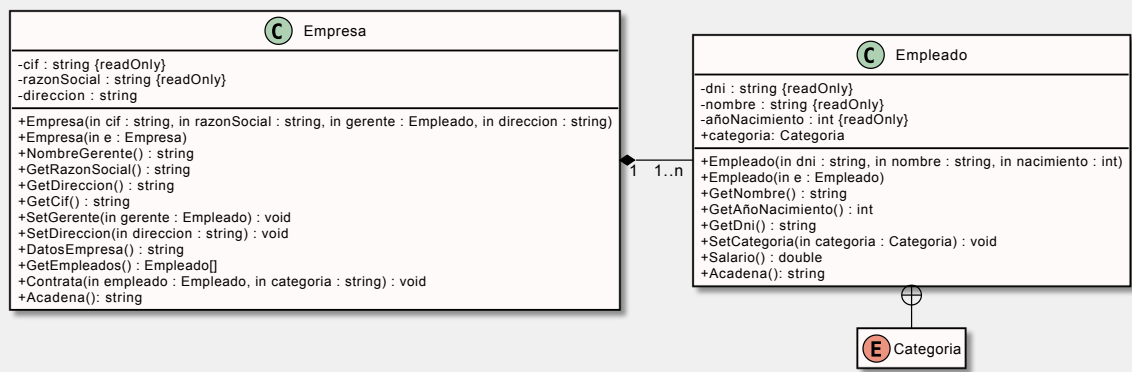 C Empresa
-cif : string {readOnly}
-razonSocial : string {readOnly}
-direccion : string
+Empresa(in cif : string, in razonSocial : string, in gerente : Empleado, in direccion : string)
+Empresa(in e : Empresa)
+NombreGerente() : string
+GetRazonSocial() : string
+GetDireccion() : string
+GetCif() : string
+SetGerente(in gerente : Empleado) : void
+SetDireccion(in direccion : string) : void
+DatosEmpresa() : string
+GetEmpleados() : Empleado[]
+Contrata(in empleado : Empleado, in categoria : string) : void
+Acadena(): string
1 1..n
C Empleado
-dni : string {readOnly}
-nombre : string {readOnly}
-añoNacimiento : int {readOnly}
+categoria: Categoria
+Empleado(in dni : string, in nombre : string, in nacimiento : int)
+Empleado(in e : Empleado)
+GetNombre() : string
+GetAñoNacimiento() : int
+GetDni() : string
+SetCategoria(in categoria : Categoria) : void
+Salario() : double
+Acadena(): string
E Categoria